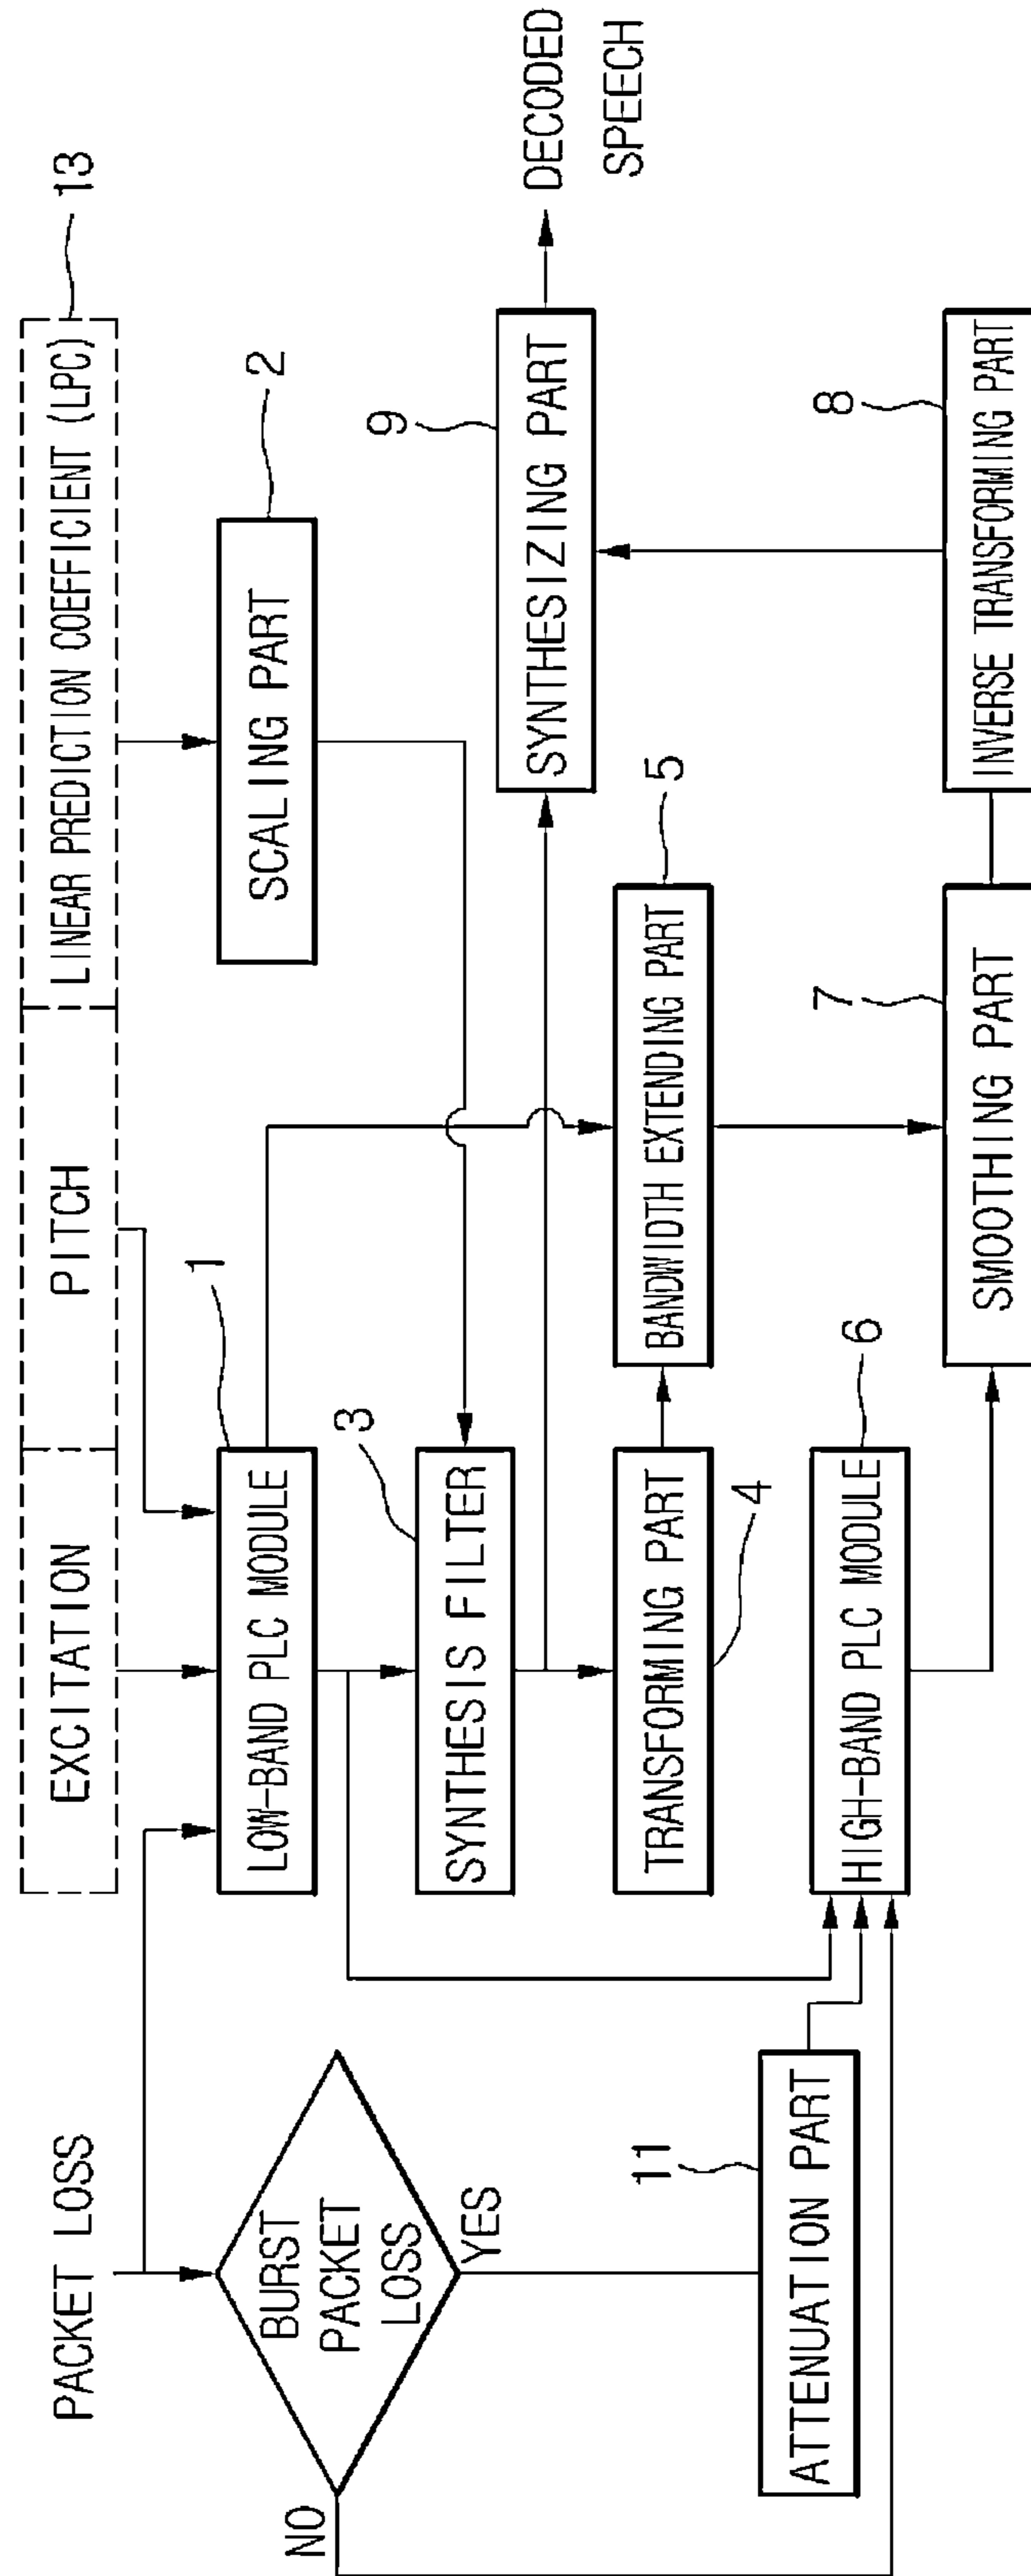 PACKET LOSS
EXCITATION
PITCH
LINEAR PREDICTION COEFFICIENT (LPC)
13
BURST
PACKET
LOSS
NO
YES
1
LOW-BAND PLC MODULE
2
SCALING PART
3
SYNTHESIS FILTER
9
SYNTHESIZING PART
DECODED
SPEECH
4
TRANSFORMING PART
5
BANDWIDTH EXTENDING PART
11
ATTENUATION PART
6
HIGH-BAND PLC MODULE
7
SMOOTHING PART
8
INVERSE TRANSFORMING PART